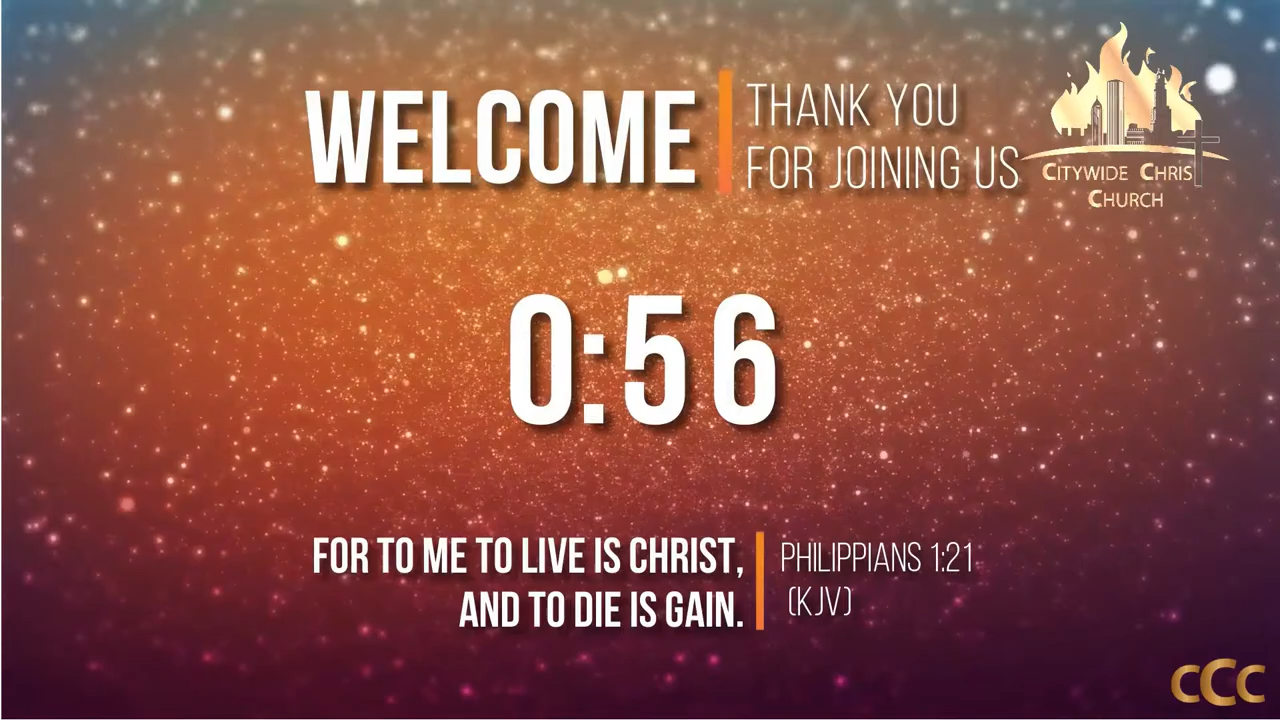 WELCOME
THANK YOU
FOR JOINING US
CITYWIDE CHRIS
CHURCH
0:56
FOR TO ME TO LIVE IS CHRIST,
AND TO DIE IS GAIN.
PHILIPPIANS 1:21
(KJV)
CCC